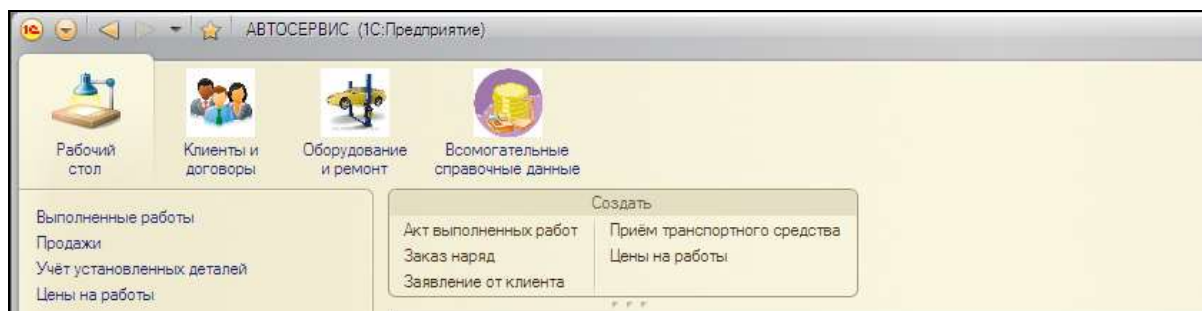 1С АВТОСЕРВИС (1С:Предприятие)
Рабочий
стол
Клиенты и
договоры
Оборудование
и ремонт
Всомогательные
справочные данные
Выполненные работы
Продажи
Учёт установленных деталей
Цены на работы
Создать
Акт выполненных работ
Заказ наряд
Заявление от клиента
Приём транспортного средства
Цены на работы